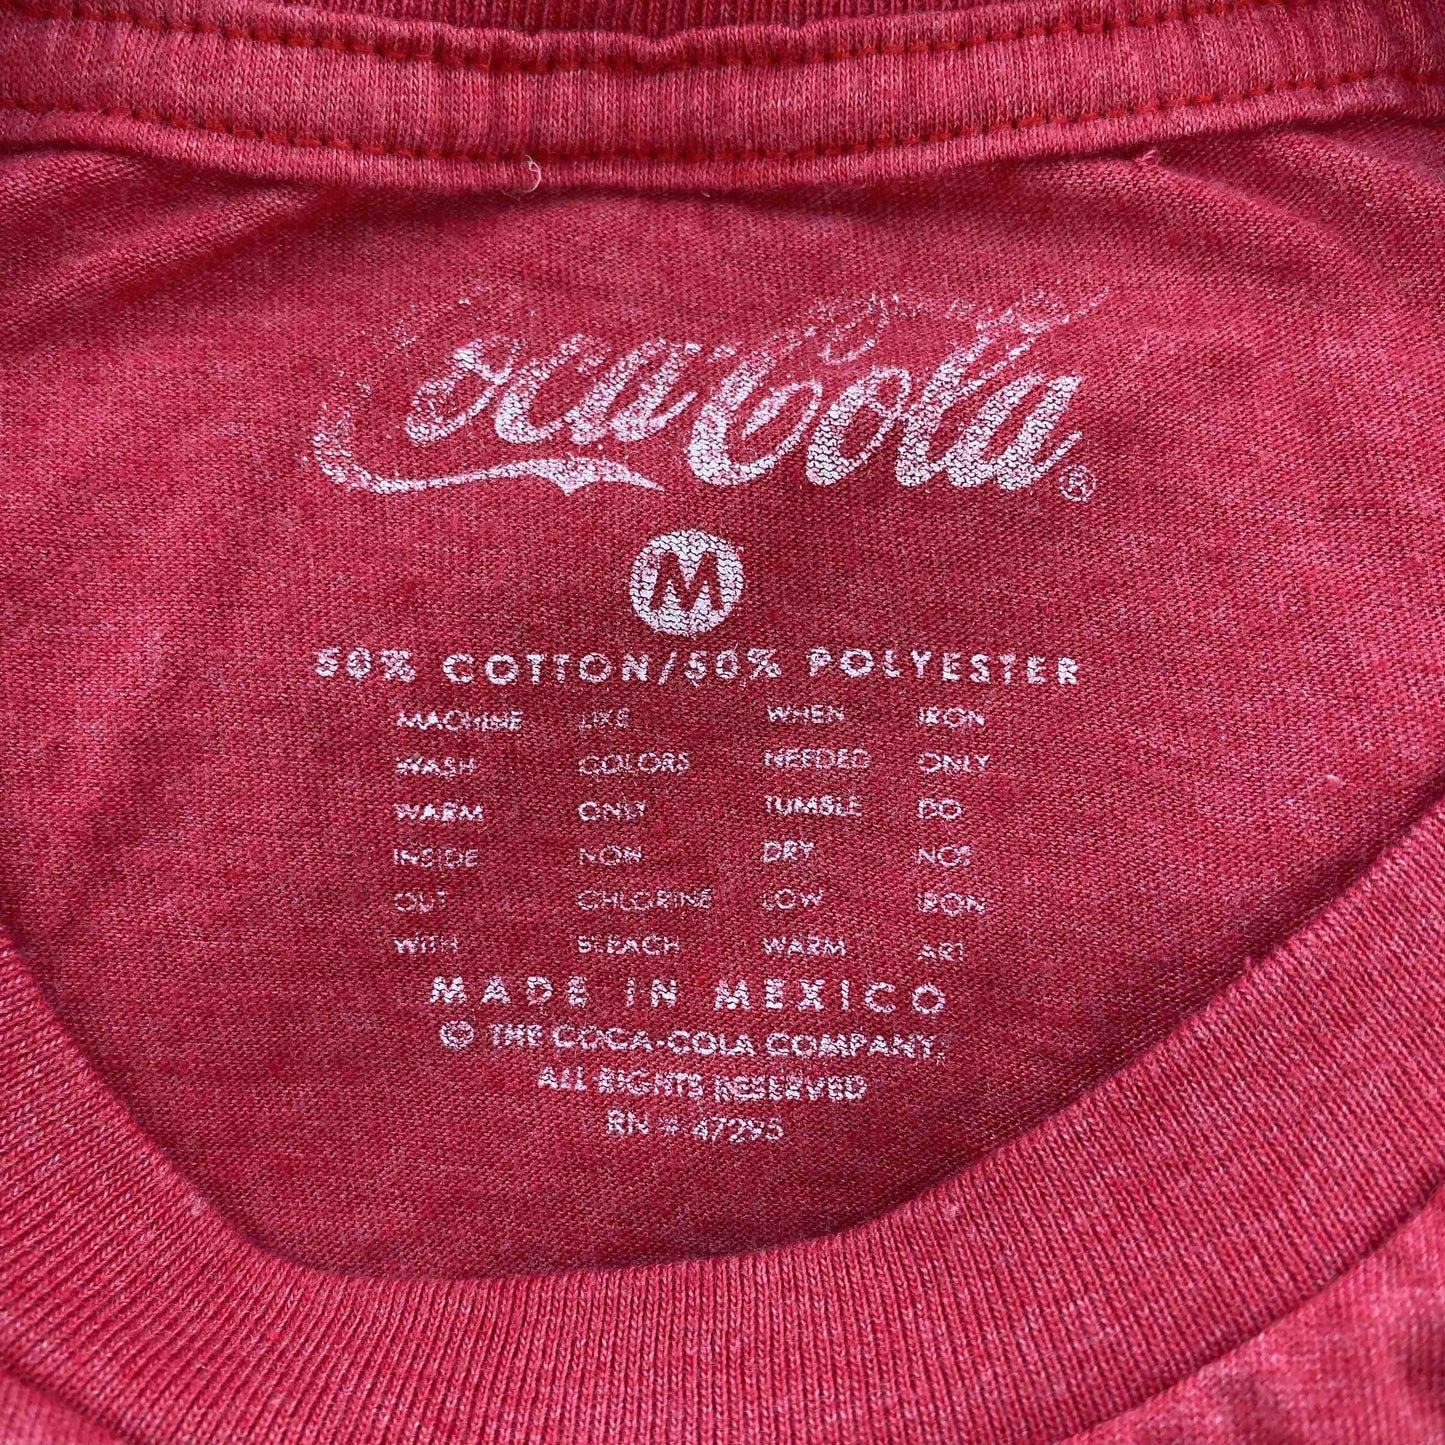 Coca-Cola®
M
50% COTTON/50% POLYESTER
MACHINE LIKE WHEN IRON
WASH COLORS NEEDED ONLY
WARM ONLY TUMBLE DO
INSIDE NON DRY NOT
OUT CHLORINE LOW IRON
WITH BLEACH WARM ART
MADE IN MEXICO
© THE COCA-COLA COMPANY.
ALL RIGHTS RESERVED
RN # 47295